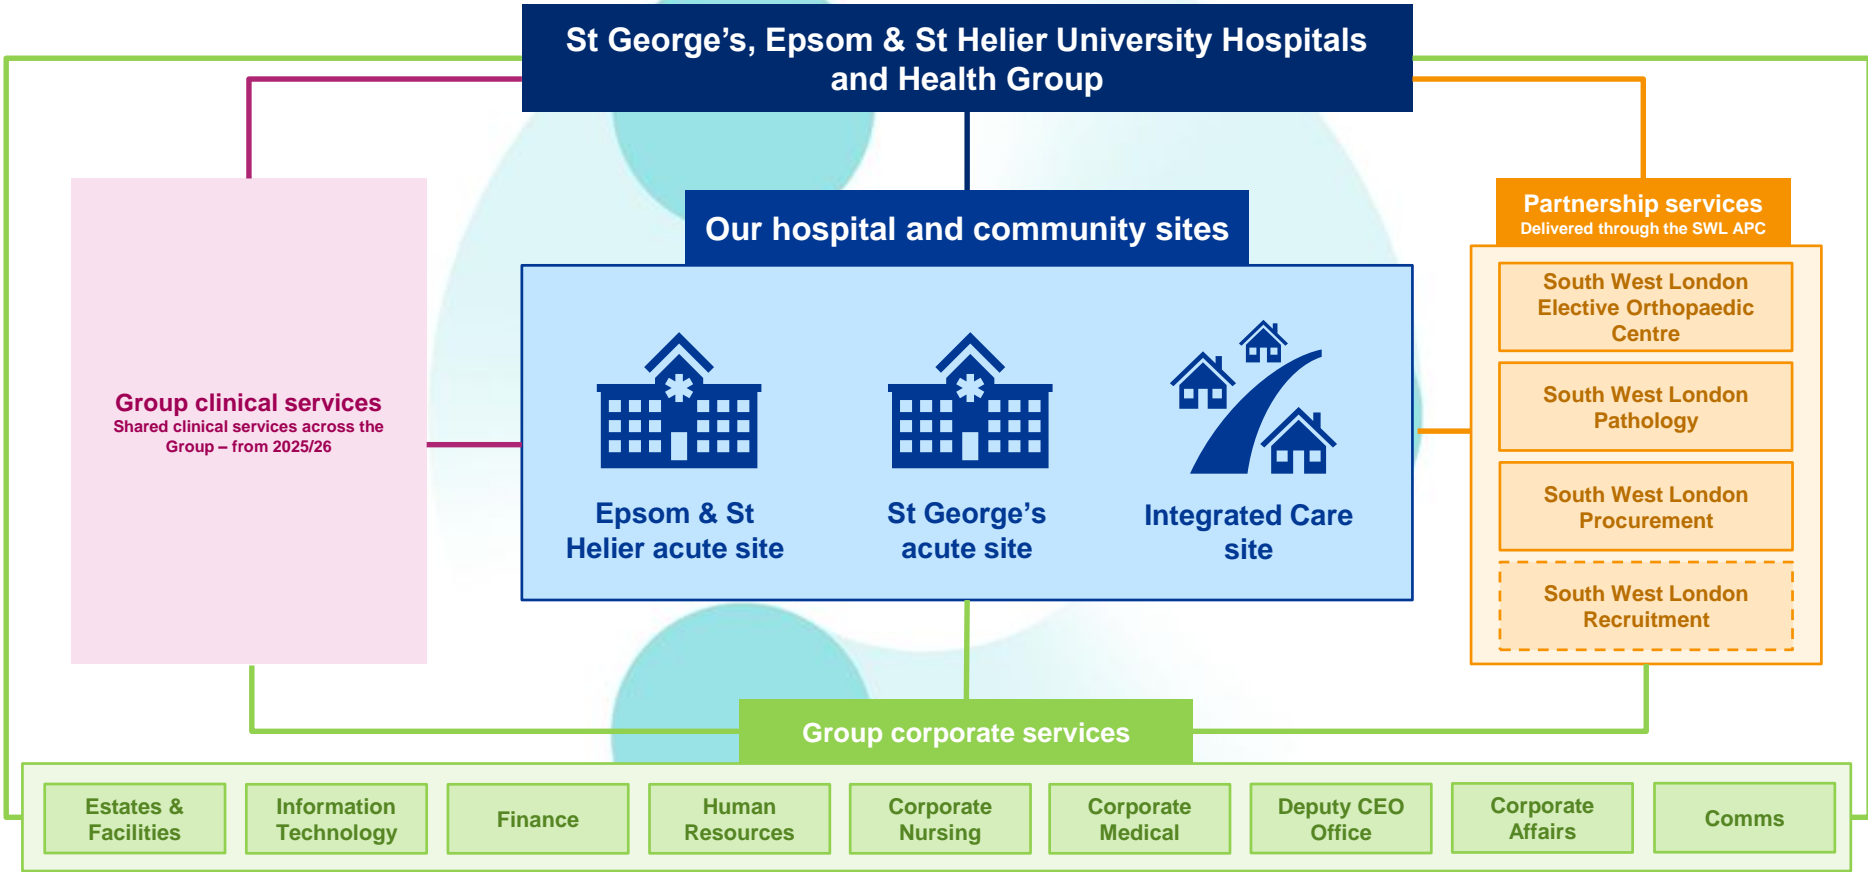 St George’s, Epsom & St Helier University Hospitals
and Health Group
Group clinical services
Shared clinical services across the
Group – from 2025/26
Our hospital and community sites
Epsom & St
Helier acute site
St George’s
acute site
Integrated Care
site
Partnership services
Delivered through the SWL APC
South West London
Elective Orthopaedic
Centre
South West London
Pathology
South West London
Procurement
South West London
Recruitment
Group corporate services
Estates &
Facilities
Information
Technology
Finance
Human
Resources
Corporate
Nursing
Corporate
Medical
Deputy CEO
Office
Corporate
Affairs
Comms